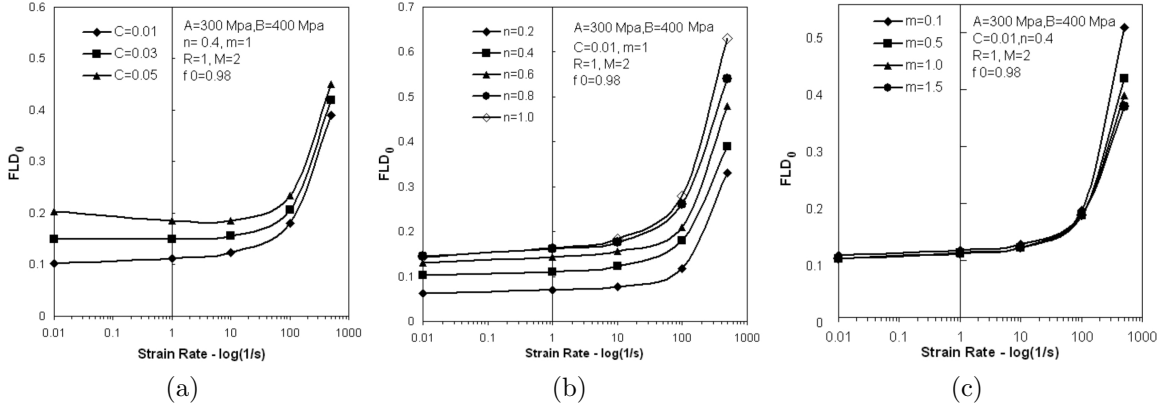 0.6
0.5
0.4
0.3
0.2
0.1
0
FLD0
C=0.01
C=0.03
C=0.05
A=300 Mpa,B=400 Mpa
n= 0.4, m=1
R=1, M=2
f 0=0.98
0.01 0.1 1 10 100 1000
Strain Rate - log(1/s)
(a)
0.7
0.6
0.5
0.4
0.3
0.2
0.1
0
FLD0
n=0.2
n=0.4
n=0.6
n=0.8
n=1.0
A=300 Mpa,B=400 Mpa
C=0.01, m=1
R=1, M=2
f 0=0.98
0.01 0.1 1 10 100 1000
Strain Rate - log(1/s)
(b)
0.5
0.4
0.3
0.2
0.1
0
FLD0
m=0.1
m=0.5
m=1.0
m=1.5
A=300 Mpa,B=400 Mpa
C=0.01,n=0.4
R=1, M=2
f 0=0.98
0.01 0.1 1 10 100 1000
Strain Rate - log(1/s)
(c)